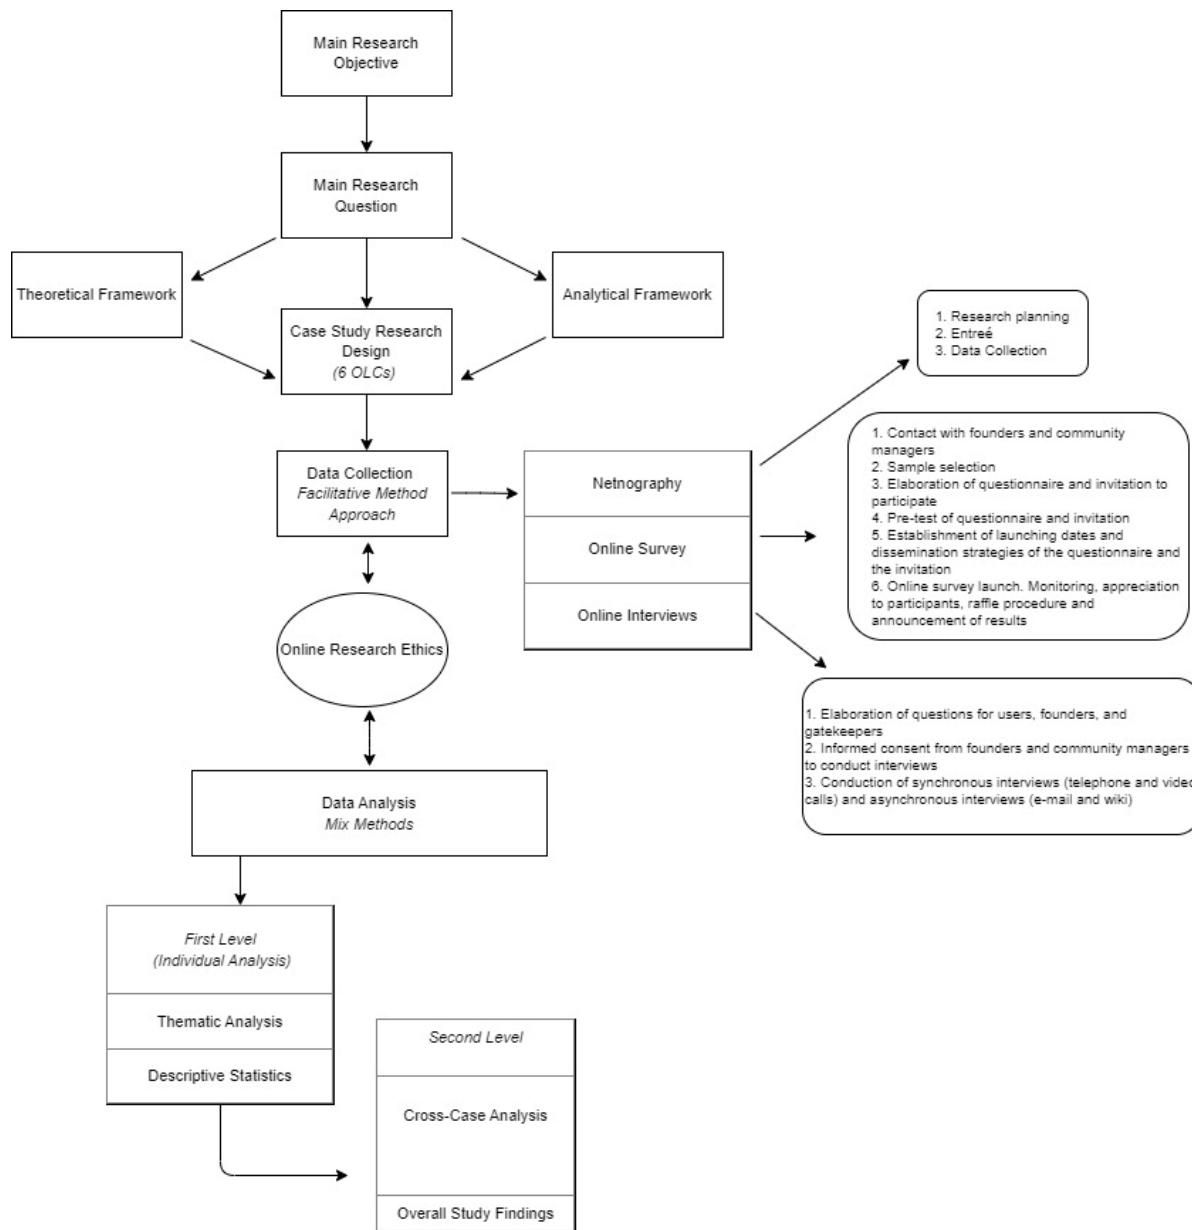 Main Research
Objective
Main Research
Question
Theoretical Framework
Analytical Framework
Case Study Research
Design
(6 OLCs)
Data Collection
Facilitative Method
Approach
Netnography
Online Survey
Online Interviews
1. Research planning
2. Entreé
3. Data Collection
1. Contact with founders and community
managers
2. Sample selection
3. Elaboration of questionnaire and invitation to
participate
4. Pre-test of questionnaire and invitation
5. Establishment of launching dates and
dissemination strategies of the questionnaire and
the invitation
6. Online survey launch. Monitoring, appreciation
to participants, raffle procedure and
announcement of results
1. Elaboration of questions for users, founders, and
gatekeepers
2. Informed consent from founders and community managers
to conduct interviews
3. Conduction of synchronous interviews (telephone and video
calls) and asynchronous interviews (e-mail and wiki)
Online Research Ethics
Data Analysis
Mix Methods
First Level
(Individual Analysis)
Thematic Analysis
Descriptive Statistics
Second Level
Cross-Case Analysis
Overall Study Findings